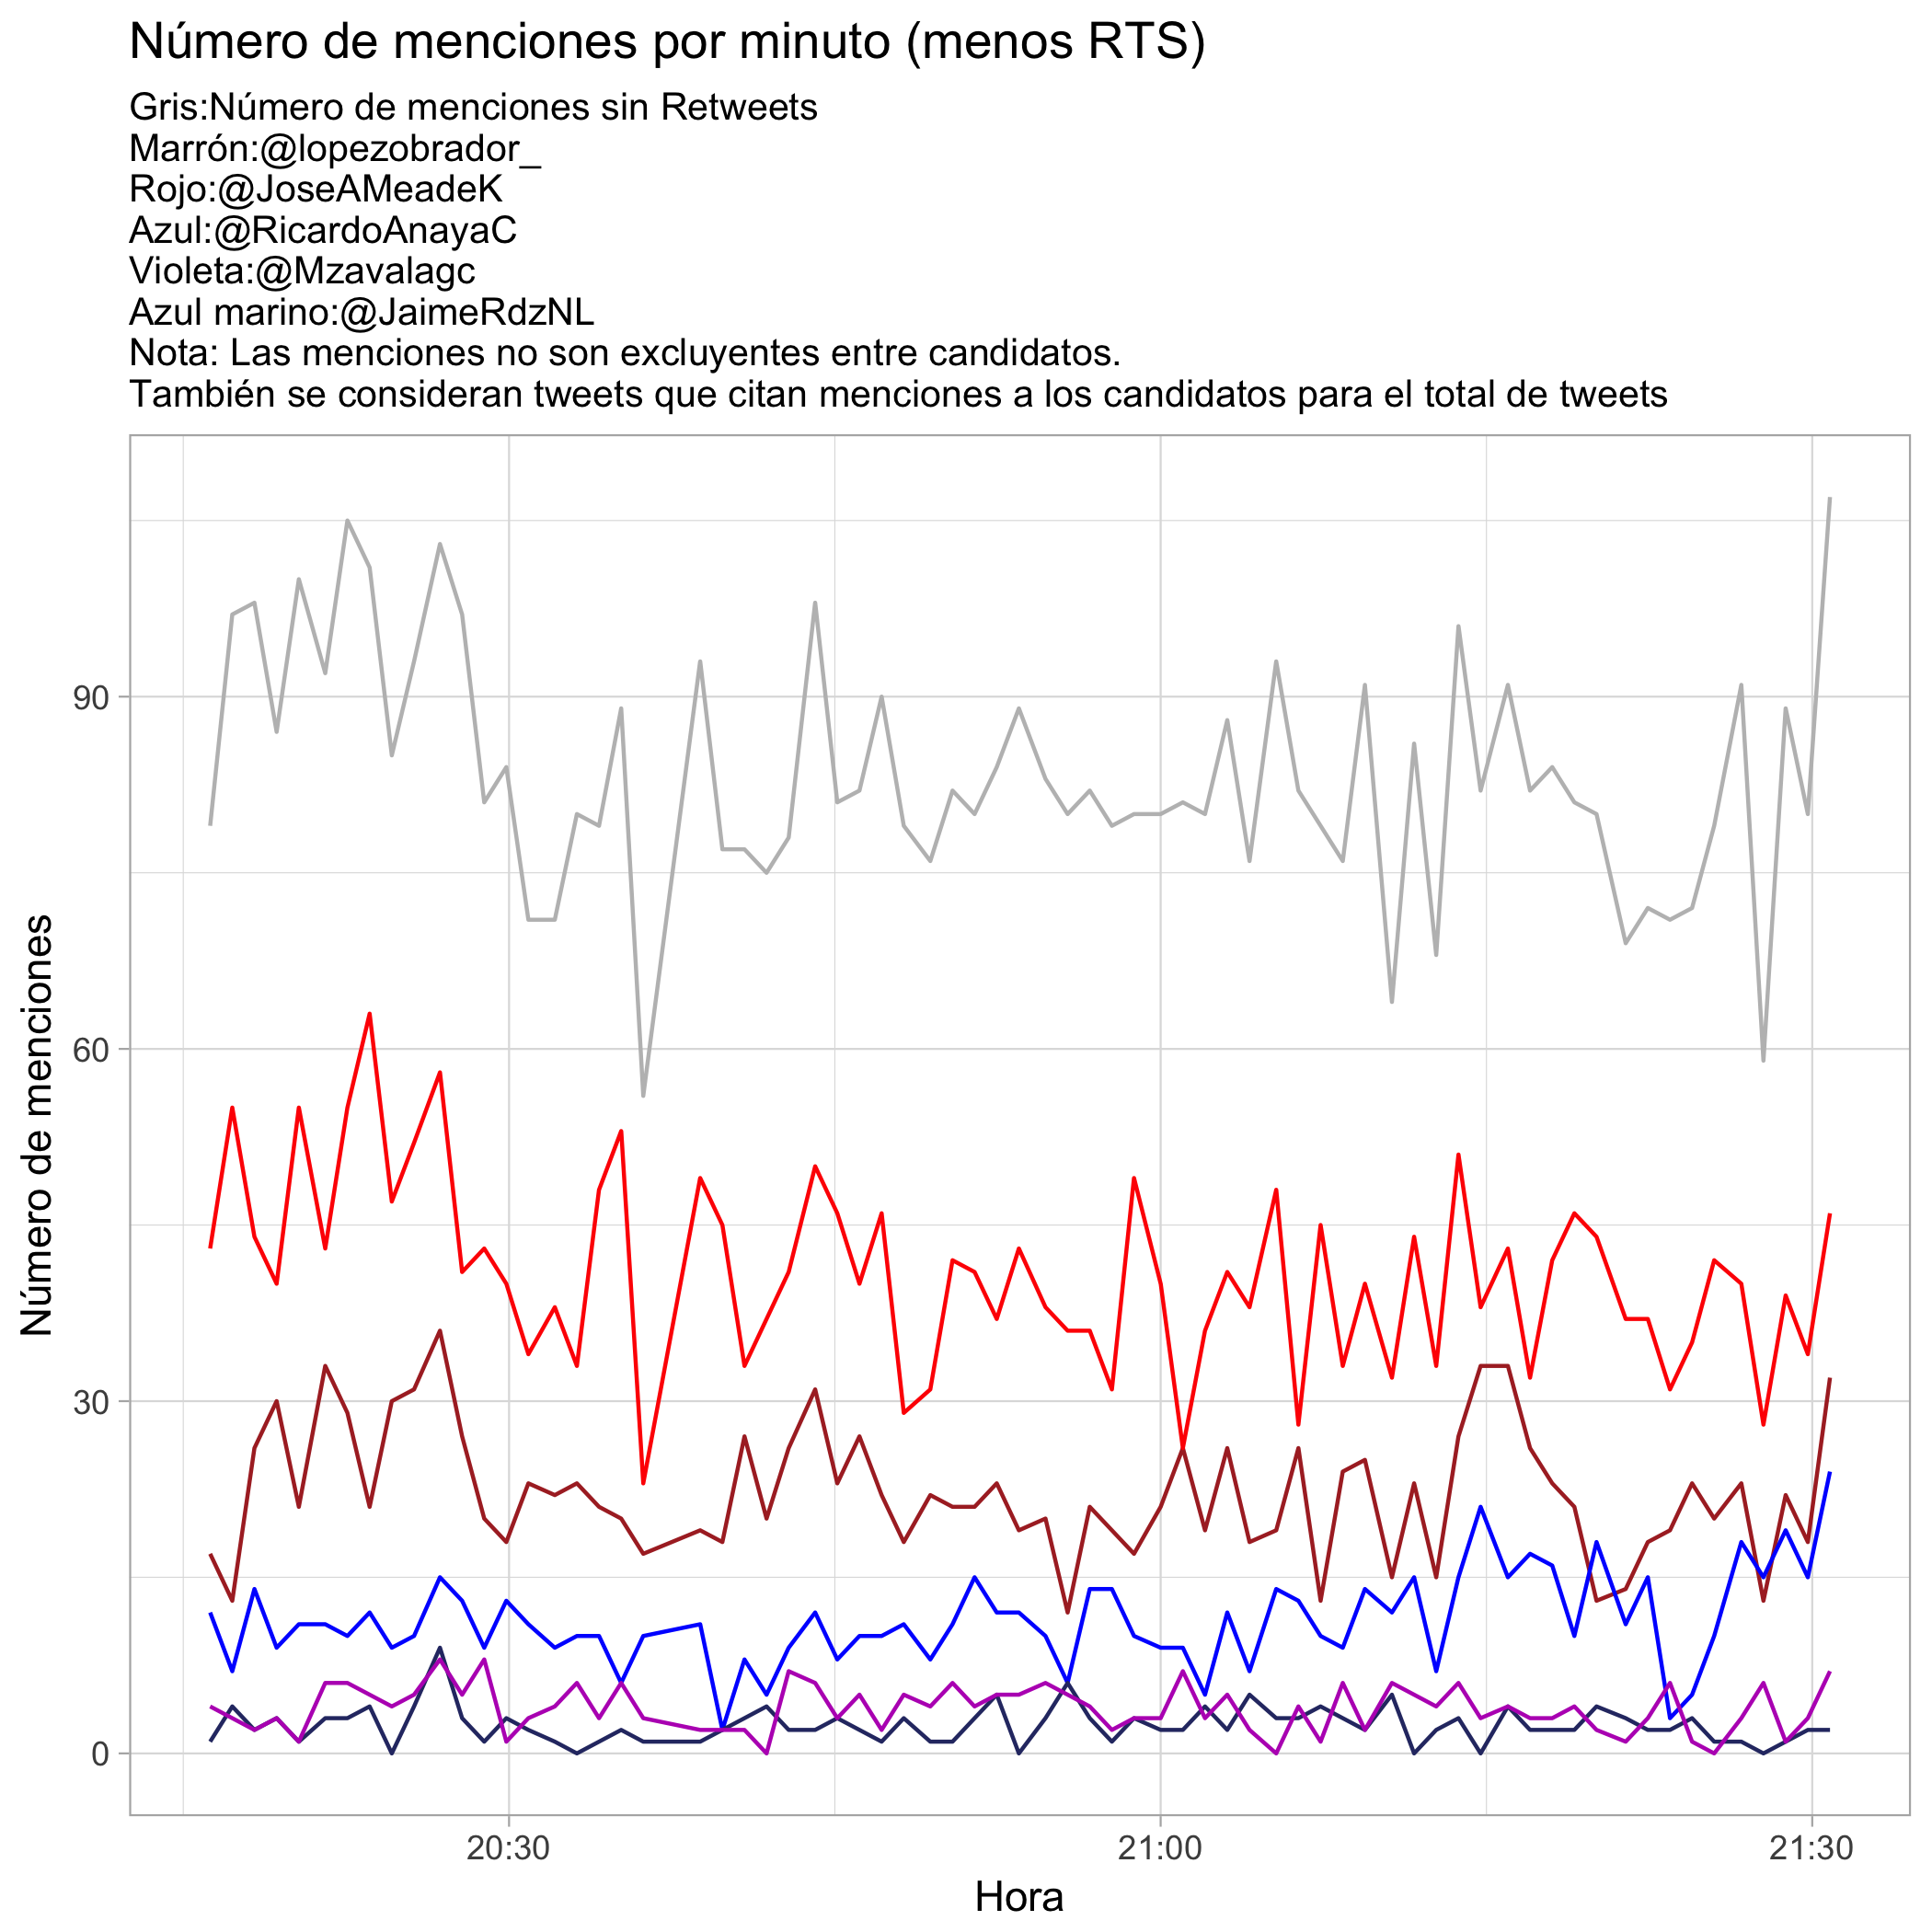 Número de menciones por minuto (menos RTS)
Gris:Número de menciones sin Retweets
Marrón:@lopezobrador_
Rojo:@JoseAMeadeK
Azul:@RicardoAnayaC
Violeta:@Mzavalagc
Azul marino:@JaimeRdzNL
Nota: Las menciones no son excluyentes entre candidatos.
También se consideran tweets que citan menciones a los candidatos para el total de tweets
Número de menciones
90
60
30
0
20:30
21:00
21:30
Hora